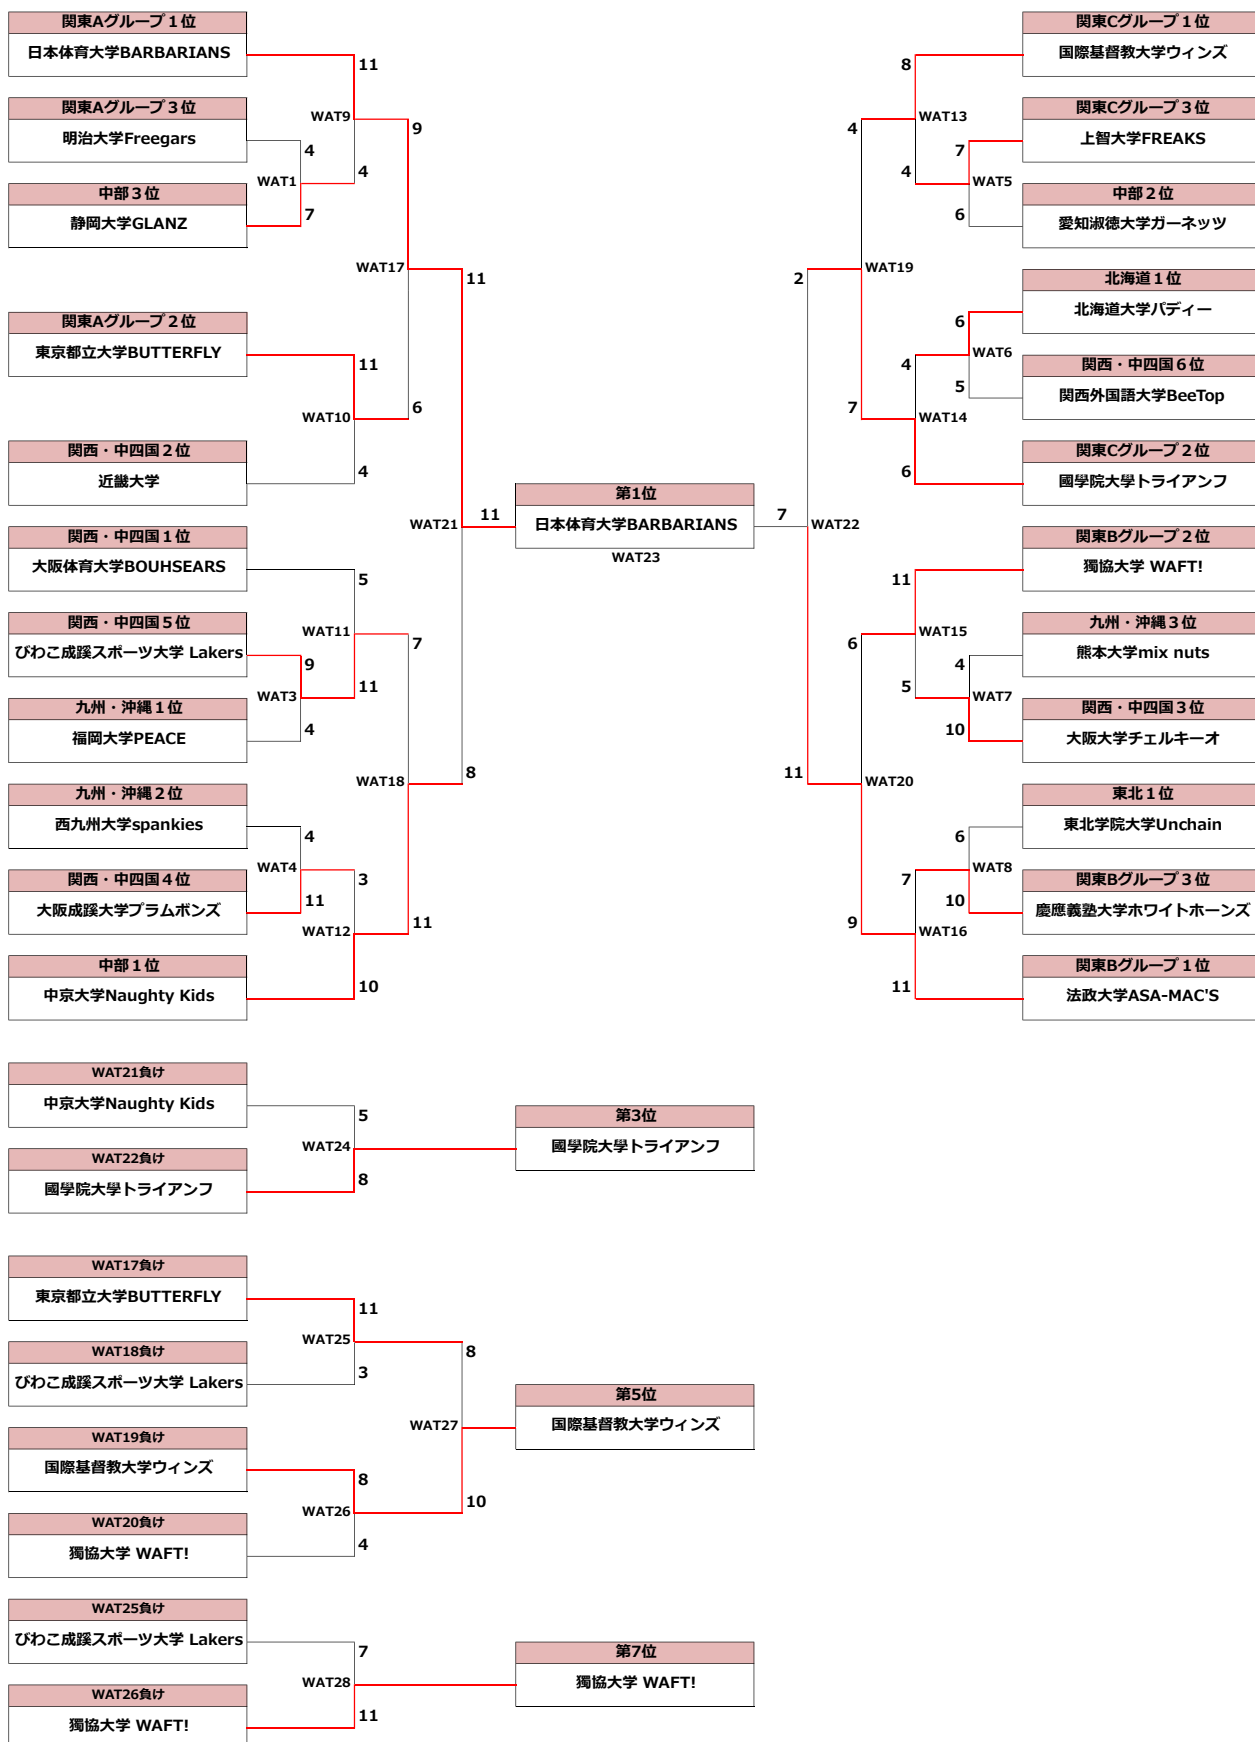 関東Aグループ１位
日本体育大学BARBARIANS
11
関東Aグループ３位
WAT9
9
明治大学Freegars
4
WAT1
4
中部３位
静岡大学GLANZ
7
WAT17
11
関東Aグループ２位
東京都立大学BUTTERFLY
11
WAT10
6
関西・中四国２位
近畿大学
4
WAT21
11
関西・中四国１位
大阪体育大学BOUHSEARS
5
関西・中四国５位
WAT11
7
びわこ成蹊スポーツ大学 Lakers
9
WAT3
11
九州・沖縄１位
福岡大学PEACE
4
WAT18
8
九州・沖縄２位
西九州大学spankies
4
WAT4
3
関西・中四国４位
大阪成蹊大学プラムボンズ
11
WAT12
11
中部１位
中京大学Naughty Kids
10
第1位
日本体育大学BARBARIANS
WAT23
7
WAT22
関東Cグループ１位
国際基督教大学ウィンズ
8
4
WAT13
関東Cグループ３位
上智大学FREAKS
7
4
WAT5
中部２位
愛知淑徳大学ガーネッツ
6
2
WAT19
北海道１位
北海道大学パディー
6
4
WAT6
関西・中四国６位
関西外国語大学BeeTop
5
7
WAT14
関東Cグループ２位
國學院大學トライアンフ
6
関東Bグループ２位
獨協大学 WAFT!
11
6
WAT15
九州・沖縄３位
熊本大学mix nuts
4
5
WAT7
関西・中四国３位
大阪大学チェルキーオ
10
11
WAT20
東北１位
東北学院大学Unchain
6
7
WAT8
関東Bグループ３位
慶應義塾大学ホワイトホーンズ
10
9
WAT16
関東Bグループ１位
法政大学ASA-MAC'S
11
WAT21負け
中京大学Naughty Kids
5
WAT24
WAT22負け
國學院大學トライアンフ
8
第3位
國學院大學トライアンフ
WAT17負け
東京都立大学BUTTERFLY
11
WAT25
8
WAT18負け
びわこ成蹊スポーツ大学 Lakers
3
WAT27
第5位
国際基督教大学ウィンズ
WAT19負け
国際基督教大学ウィンズ
8
WAT26
10
WAT20負け
獨協大学 WAFT!
4
WAT25負け
びわこ成蹊スポーツ大学 Lakers
7
WAT28
WAT26負け
獨協大学 WAFT!
11
第7位
獨協大学 WAFT!